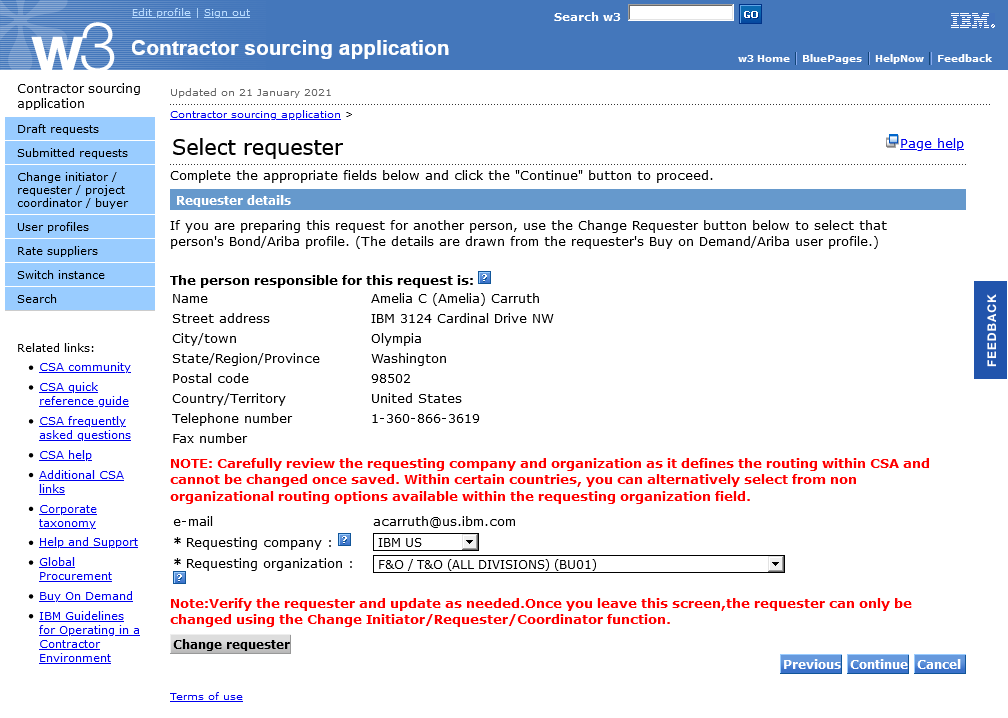 Edit profile | Sign out
Search w3
GO
IBM.
w3
Contractor sourcing application
w3 Home | BluePages | HelpNow | Feedback
Contractor sourcing
application
Draft requests
Submitted requests
Change initiator /
requester / project
coordinator / buyer
User profiles
Rate suppliers
Switch instance
Search
Related links:
• CSA community
• CSA quick
reference guide
• CSA frequently
asked questions
• CSA help
• Additional CSA
links
• Corporate
taxonomy
• Help and Support
• Global
Procurement
• Buy On Demand
• IBM Guidelines
for Operating in a
Contractor
Environment
Updated on 21 January 2021
Contractor sourcing application >
Select requester
Page help
Complete the appropriate fields below and click the "Continue" button to proceed.
Requester details
If you are preparing this request for another person, use the Change Requester button below to select that
person's Bond/Ariba profile. (The details are drawn from the requester's Buy on Demand/Ariba user profile.)
The person responsible for this request is: ?
Name Amelia C (Amelia) Carruth
Street address IBM 3124 Cardinal Drive NW
City/town Olympia
State/Region/Province Washington
Postal code 98502
Country/Territory United States
Telephone number 1-360-866-3619
Fax number
NOTE: Carefully review the requesting company and organization as it defines the routing within CSA and
cannot be changed once saved. Within certain countries, you can alternatively select from non
organizational routing options available within the requesting organization field.
e-mail acarruth@us.ibm.com
* Requesting company : ? IBM US
* Requesting organization : F&O / T&O (ALL DIVISIONS) (BU01)
?
Note:Verify the requester and update as needed.Once you leave this screen,the requester can only be
changed using the Change Initiator/Requester/Coordinator function.
Change requester
Previous Continue Cancel
Terms of use
FEEDBACK